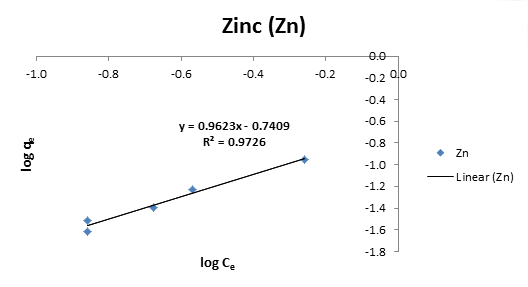 Zinc (Zn)
0.0
-1.0 -0.8 -0.6 -0.4 -0.2 0.0
-0.2
-0.4
-0.6
-0.8
-1.0
-1.2
-1.4
-1.6
-1.8
y = 0.9623x - 0.7409
R² = 0.9726
log qₑ
log Cₑ
Zn
Linear (Zn)